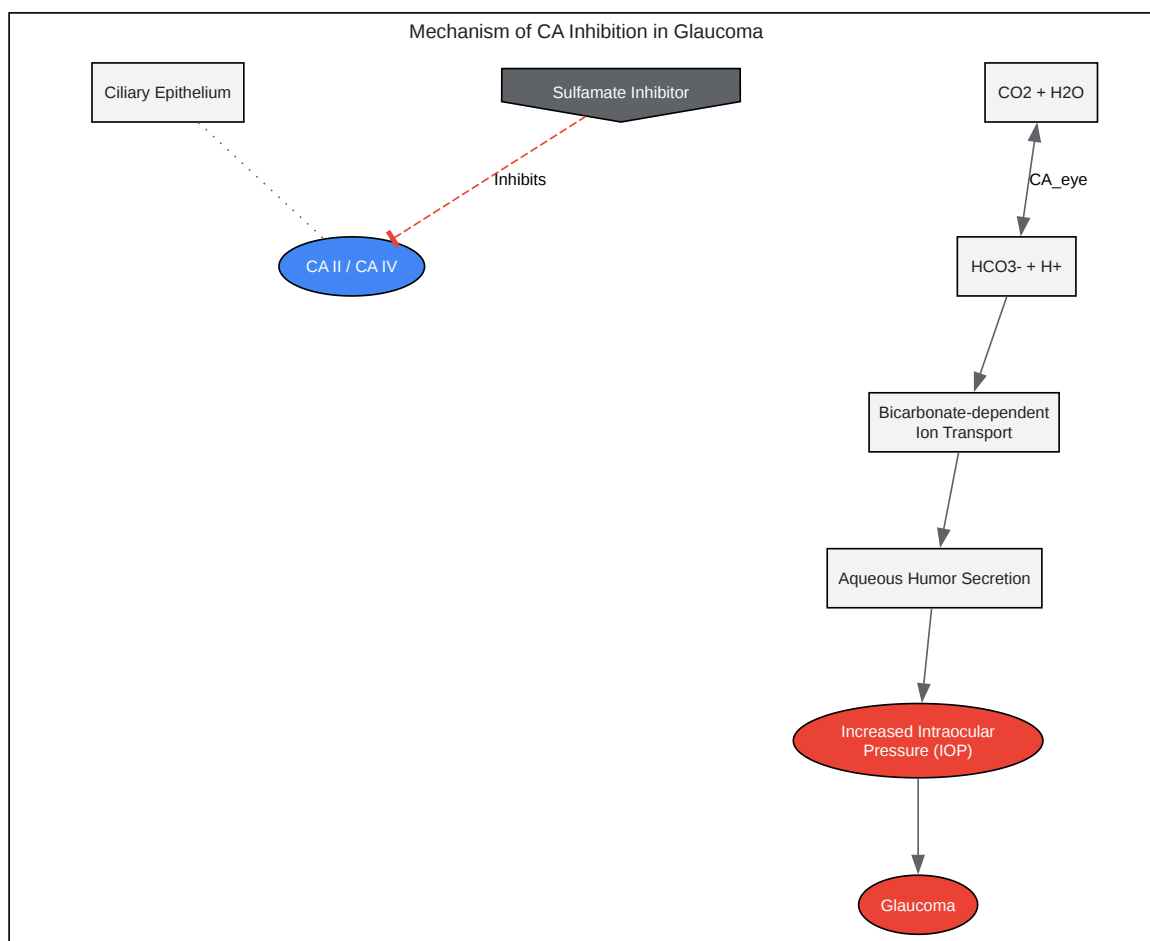 Mechanism of CA Inhibition in Glaucoma
Ciliary Epithelium
Sulfamate Inhibitor
CO2 + H2O
Inhibits
CA_eye
CA II / CA IV
HCO3- + H+
Bicarbonate-dependent
Ion Transport
Aqueous Humor Secretion
Increased Intraocular
Pressure (IOP)
Glaucoma